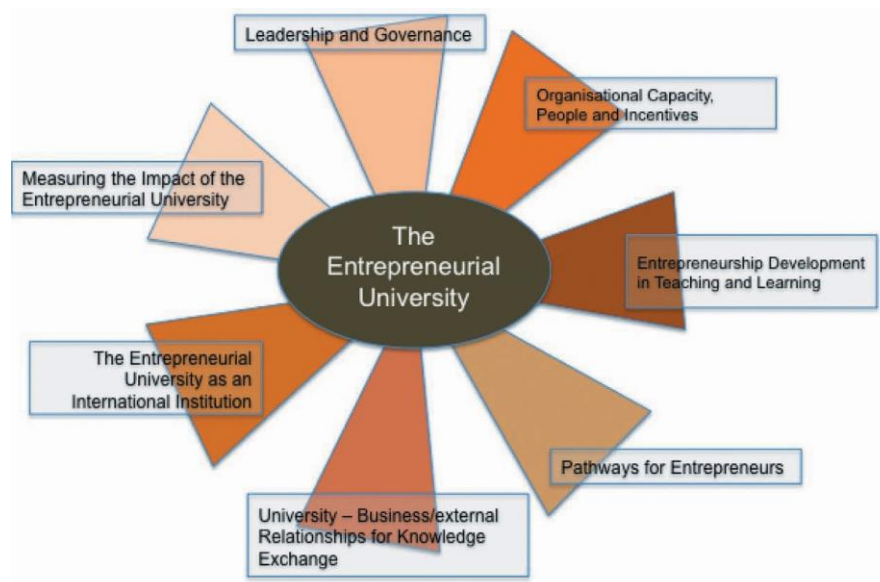 Leadership and Governance
Organisational Capacity,
People and Incentives
Measuring the Impact of the
Entrepreneurial University
The
Entrepreneurial
University
Entrepreneurship Development
in Teaching and Learning
The Entrepreneurial
University as an
International Institution
Pathways for Entrepreneurs
University – Business/external
Relationships for Knowledge
Exchange